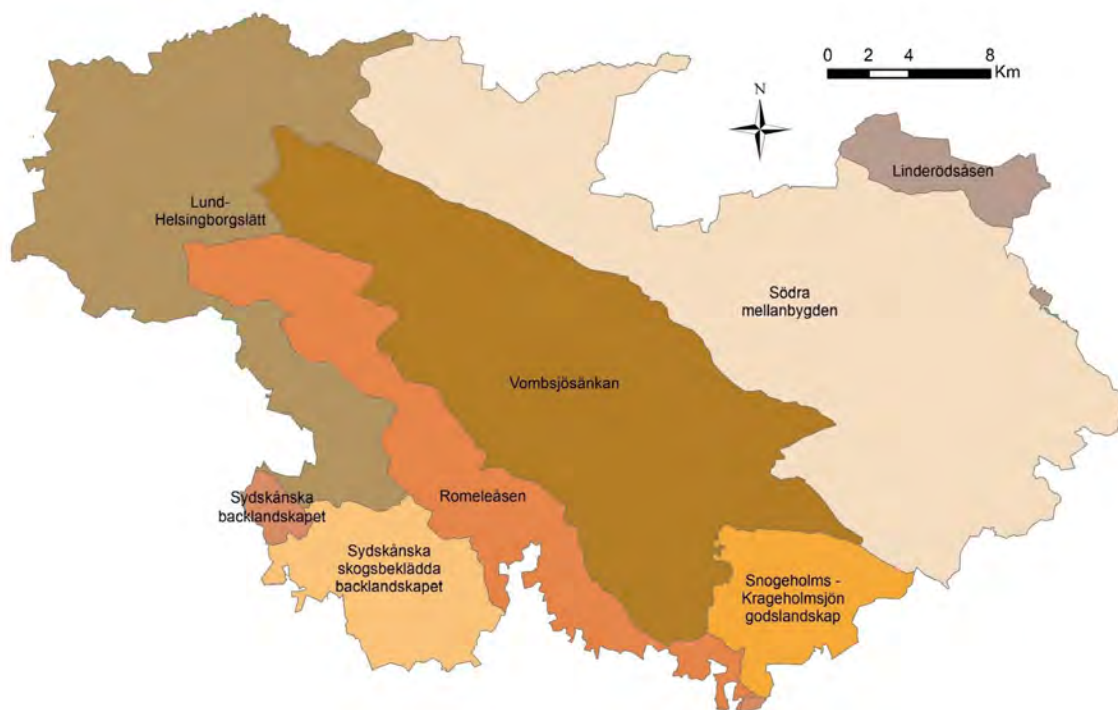 0 2 4 8
Km
N
Linderödsåsen
Lund-
Helsingborgslätt
Södra
mellanbygden
Vombsjösänkan
Sydskånska
backlandskapet
Romeleåsen
Sydskånska
skogsbeklädda
backlandskapet
Snogeholms -
Krageholmsjön
godslandskap